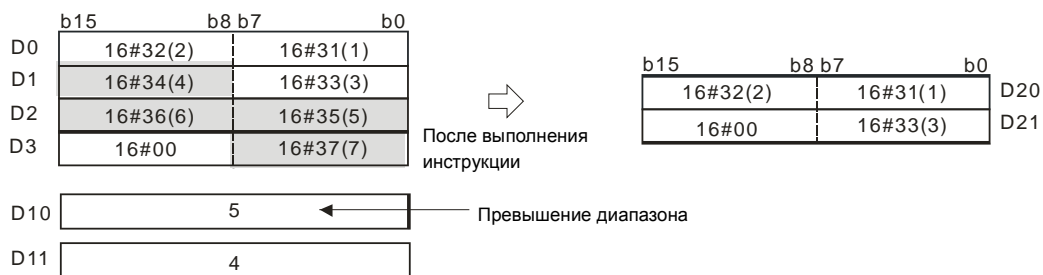 b15 b8 b7 b0
D0 16#32(2) 16#31(1)
D1 16#34(4) 16#33(3)
D2 16#36(6) 16#35(5)
D3 16#00 16#37(7)
После выполнения
инструкции
b15 b8 b7 b0
16#32(2) 16#31(1) D20
16#00 16#33(3) D21
D10 5 Превышение диапазона
D11 4